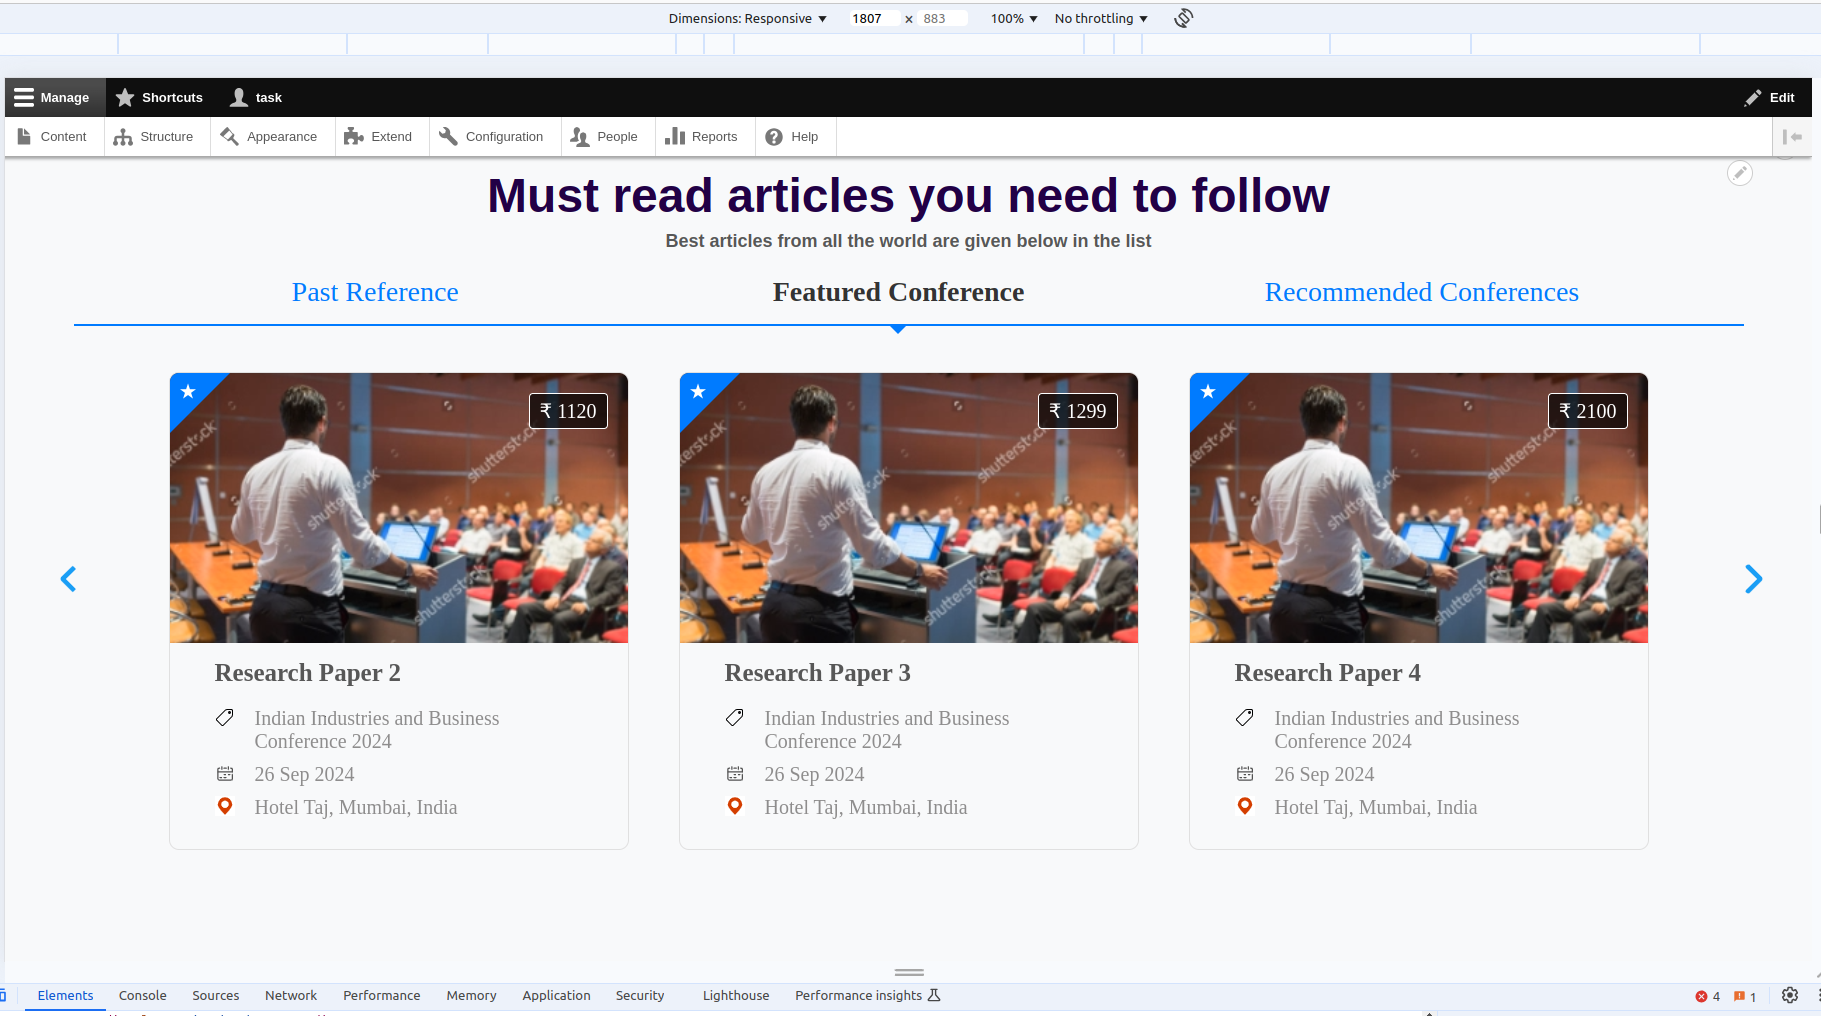 Dimensions: Responsive ▼ 1807 × 883 100% ▼ No throttling ▼
Manage Shortcuts task Edit
Content Structure Appearance Extend Configuration People Reports Help
Must read articles you need to follow
Best articles from all the world are given below in the list
Past Reference Featured Conference Recommended Conferences
₹ 1120 ₹ 1299 ₹ 2100
shutterstock shutterstock shutterstock
Research Paper 2 Research Paper 3 Research Paper 4
Indian Industries and Business Indian Industries and Business Indian Industries and Business
Conference 2024 Conference 2024 Conference 2024
26 Sep 2024 26 Sep 2024 26 Sep 2024
Hotel Taj, Mumbai, India Hotel Taj, Mumbai, India Hotel Taj, Mumbai, India
Elements Console Sources Network Performance Memory Application Security Lighthouse Performance insights 4 1